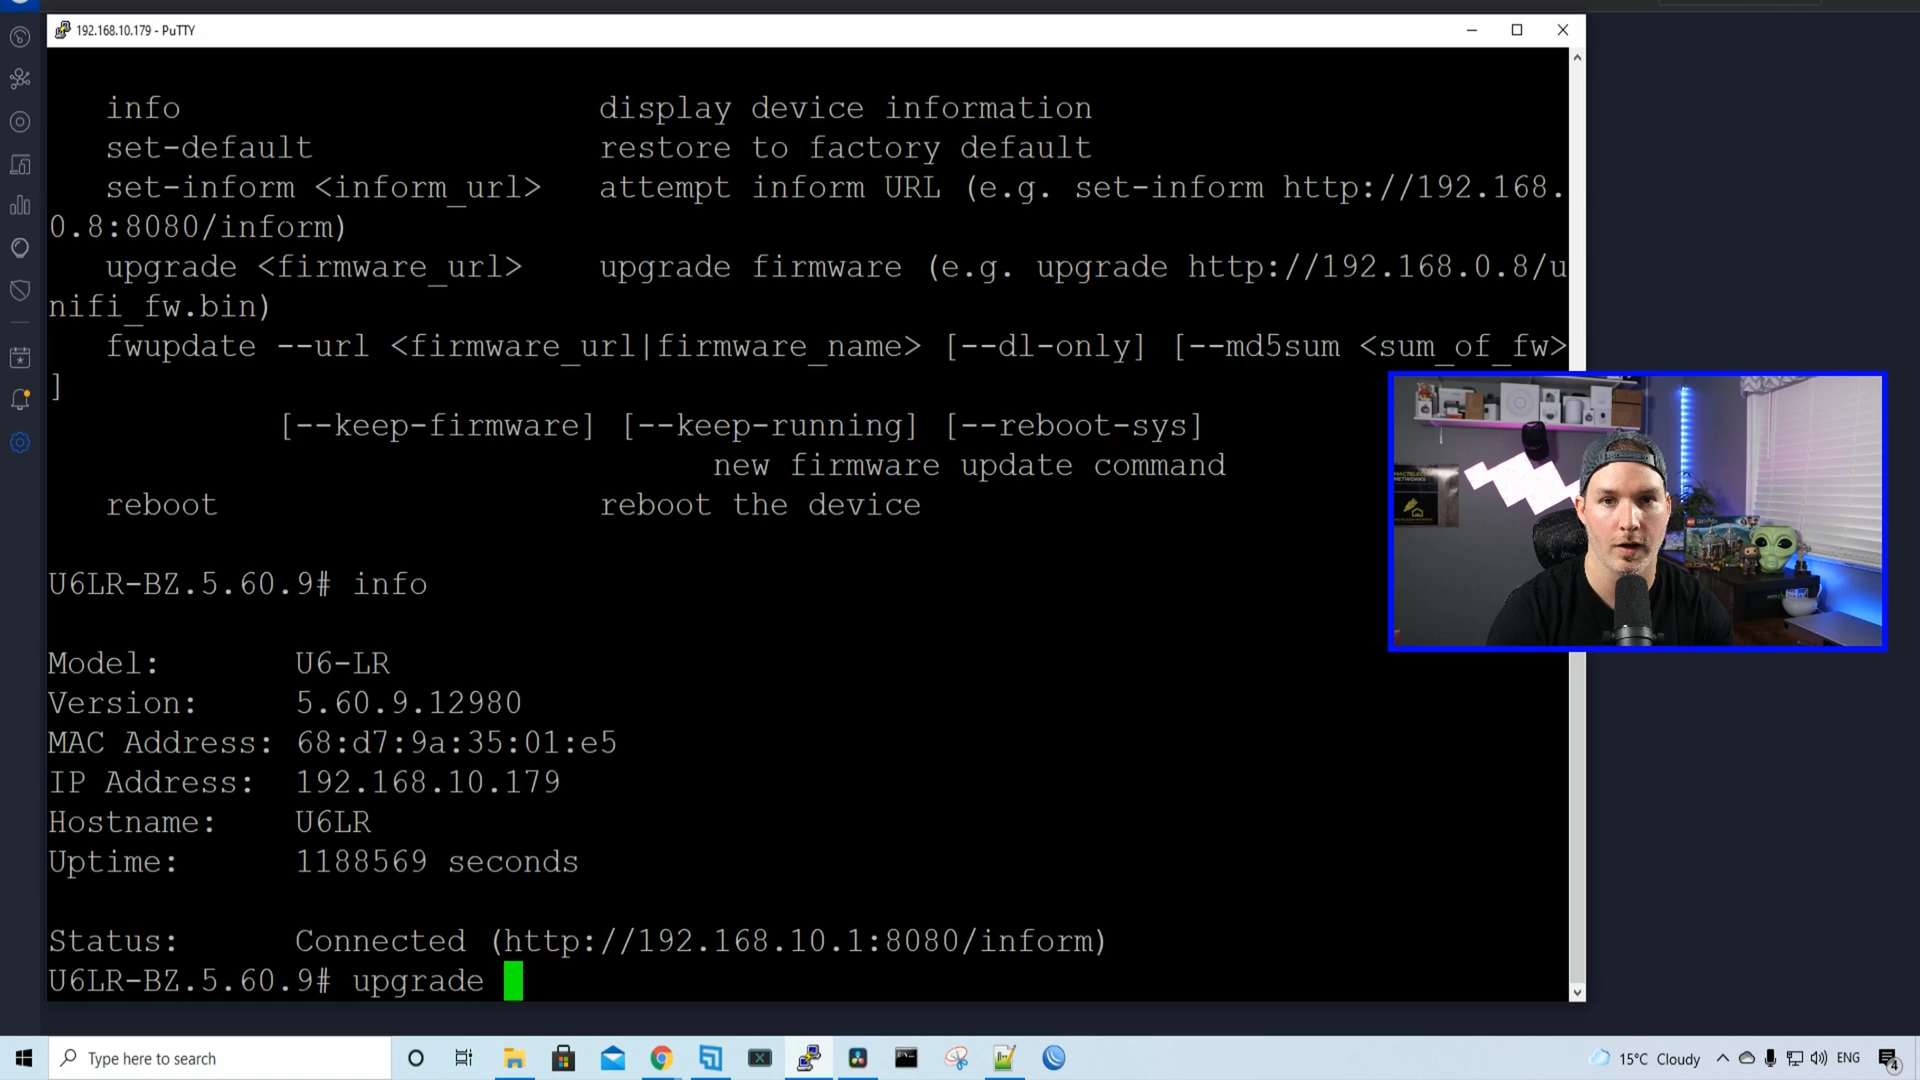 192.168.10.179 - PuTTY
info display device information
set-default restore to factory default
set-inform <inform_url> attempt inform URL (e.g. set-inform http://192.168.
0.8:8080/inform)
upgrade <firmware_url> upgrade firmware (e.g. upgrade http://192.168.0.8/u
nifi_fw.bin)
fwupdate --url <firmware_url|firmware_name> [--dl-only] [--md5sum <sum_of_fw>
]
[--keep-firmware] [--keep-running] [--reboot-sys]
new firmware update command
reboot reboot the device
U6LR-BZ.5.60.9# info
Model: U6-LR
Version: 5.60.9.12980
MAC Address: 68:d7:9a:35:01:e5
IP Address: 192.168.10.179
Hostname: U6LR
Uptime: 1188569 seconds
Status: Connected (http://192.168.10.1:8080/inform)
U6LR-BZ.5.60.9# upgrade
NETWORKS
Type here to search
15°C Cloudy
ENG
4